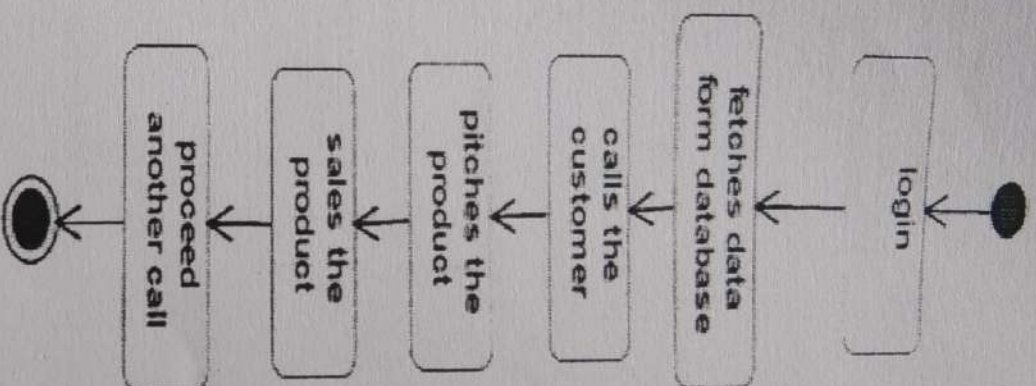 login
fetches data
form database
calls the
customer
pitches the
product
sales the
product
proceed
another call